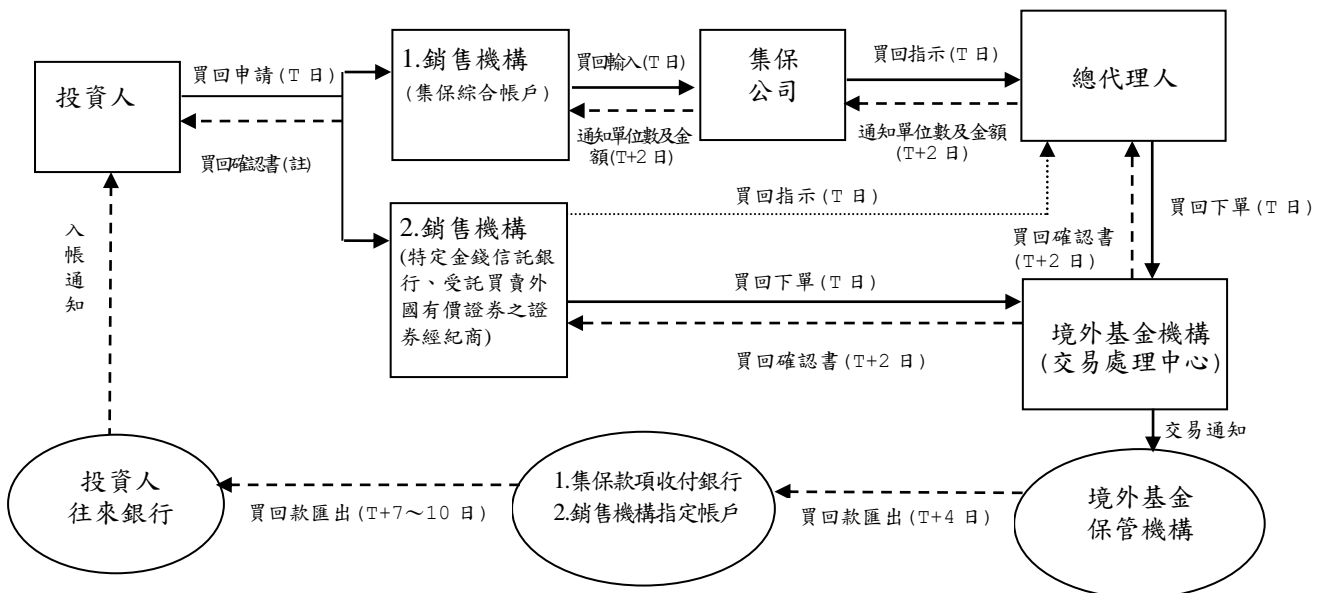 投資人
買回申請(T 日)
買回確認書(註)
1.銷售機構
(集保綜合帳戶)
買回輸入(T 日)
通知單位數及金
額(T+2 日)
集保
公司
買回指示(T 日)
通知單位數及金額
(T+2 日)
總代理人
2.銷售機構
(特定金錢信託銀
行、受託買賣外
國有價證券之證
券經紀商)
買回指示(T 日)
買回下單(T 日)
買回確認書
(T+2 日)
買回下單(T 日)
買回確認書(T+2 日)
境外基金機構
(交易處理中心)
入
帳
通
知
交易通知
投資人
往來銀行
買回款匯出(T+7～10 日)
1.集保款項收付銀行
2.銷售機構指定帳戶
買回款匯出(T+4 日)
境外基金
保管機構